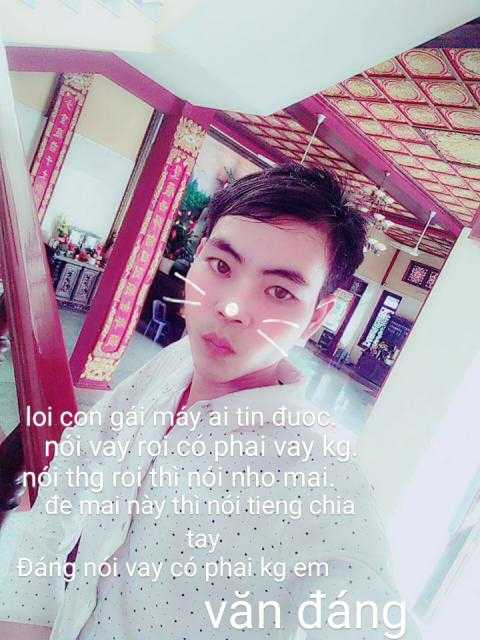 loi con gái máy ai tin đuoc.
nói vay roi có phai vay kg.
nói thg roi thì nói nho mai.
đe mai này thì nói tieng chia
tay
Đáng nói vay có phai kg em
văn đáng